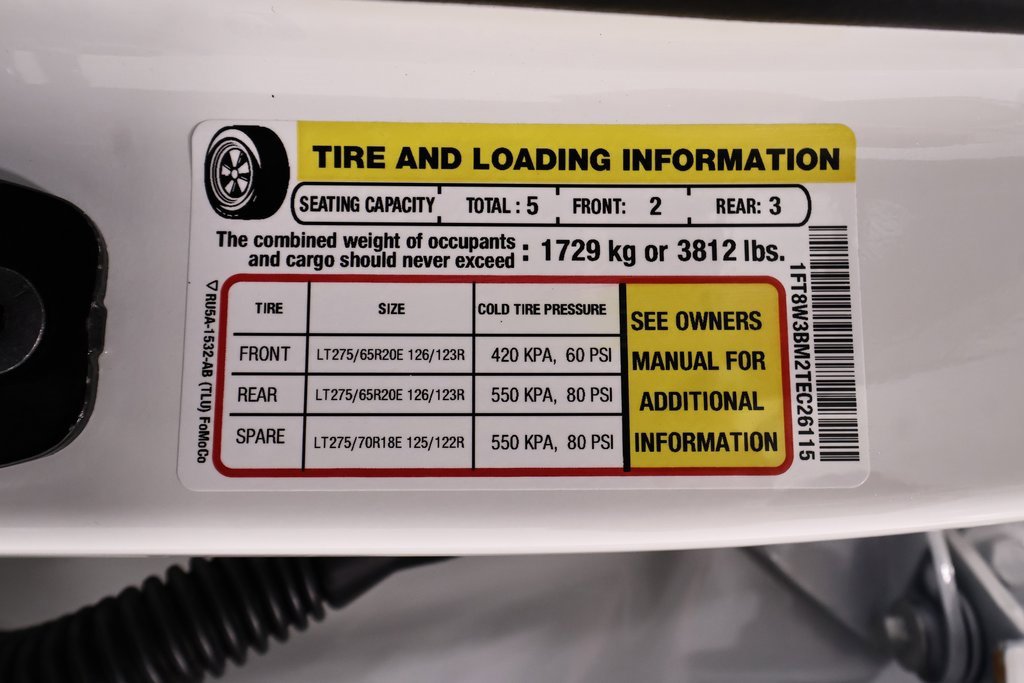 TIRE AND LOADING INFORMATION
SEATING CAPACITY TOTAL : 5 FRONT: 2 REAR: 3
The combined weight of occupants
and cargo should never exceed : 1729 kg or 3812 lbs.
TIRE SIZE COLD TIRE PRESSURE
FRONT LT275/65R20E 126/123R 420 KPA, 60 PSI
REAR LT275/65R20E 126/123R 550 KPA, 80 PSI
SPARE LT275/70R18E 125/122R 550 KPA, 80 PSI
SEE OWNERS
MANUAL FOR
ADDITIONAL
INFORMATION
▽RU5A-1532-AB (TLU) FoMoCo
1FT8W3BM2TEC26115